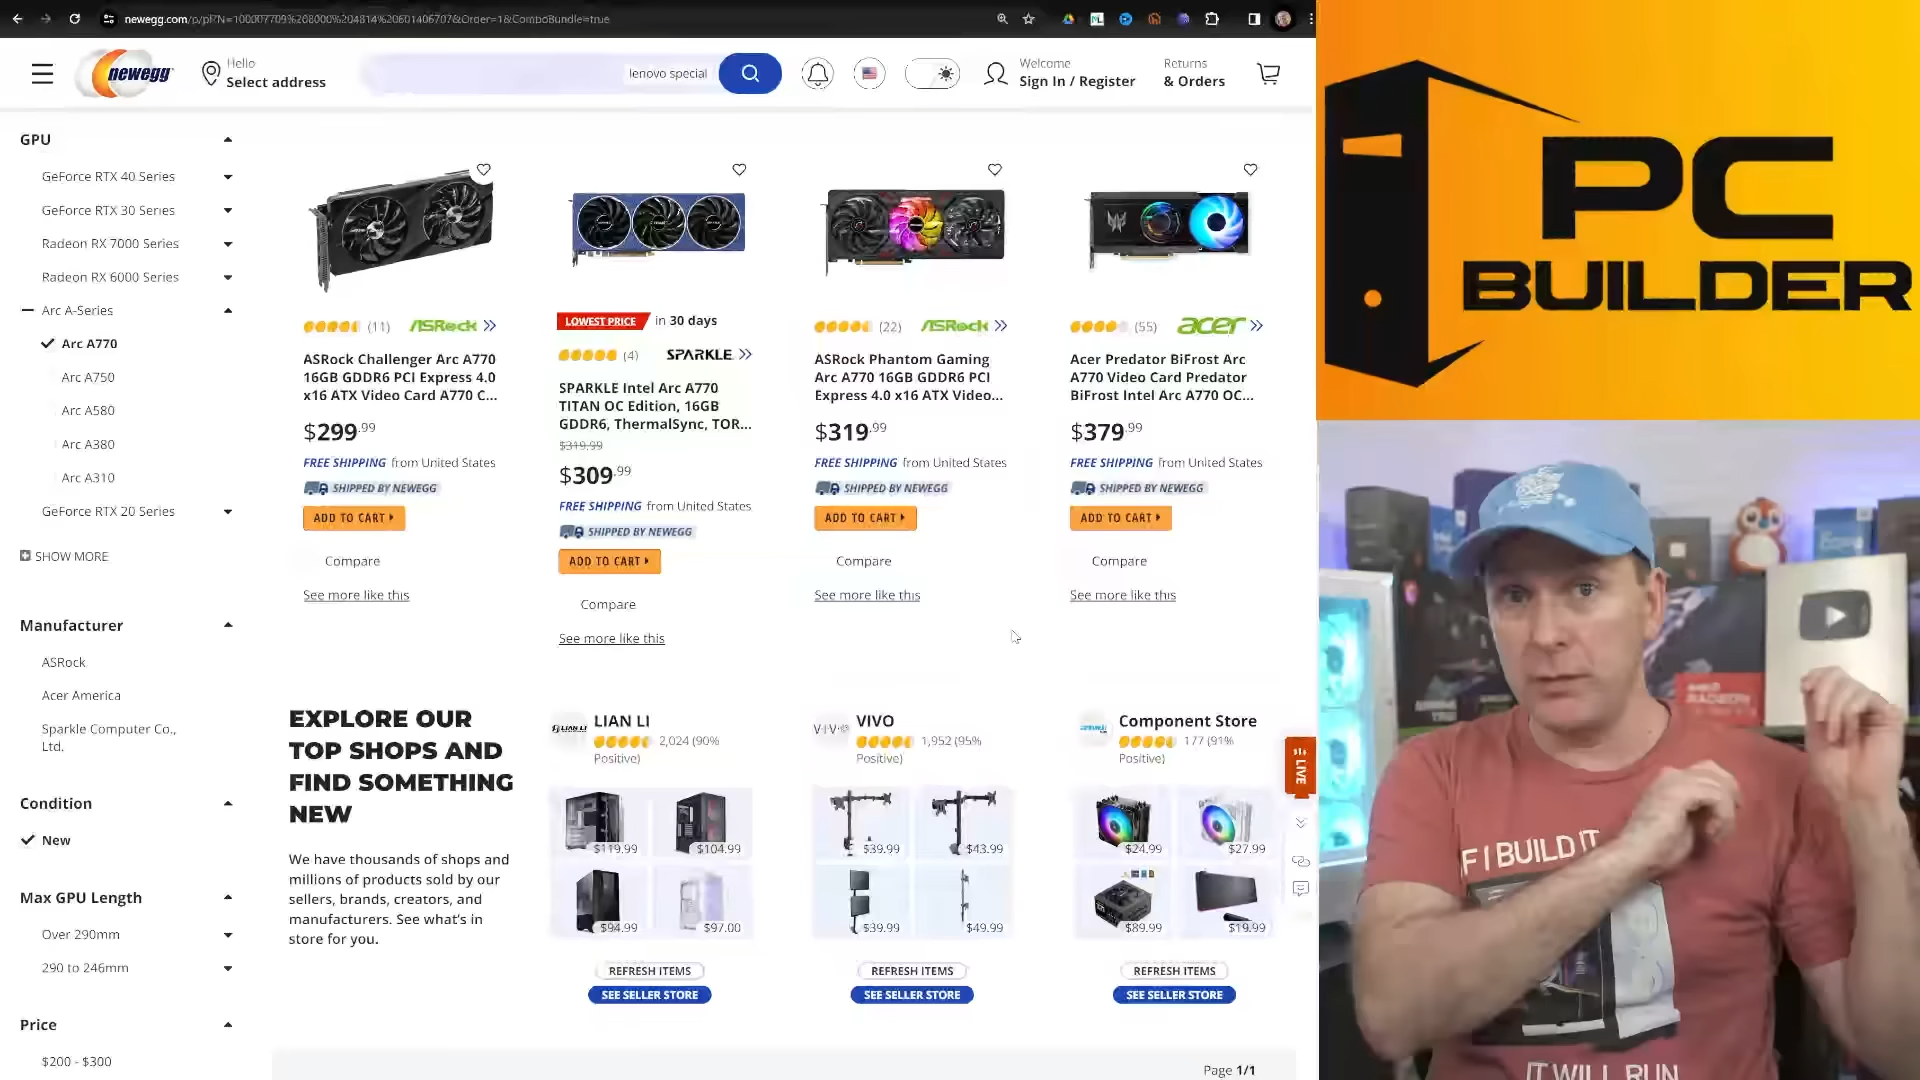 newegg.com/p/pl?N=100007709%208000%204814%20601406707&Order=1&ComboBundle=true
newegg
Hello
Select address
lenovo special
Welcome
Sign In / Register
Returns
& Orders
GPU
GeForce RTX 40 Series
GeForce RTX 30 Series
Radeon RX 7000 Series
Radeon RX 6000 Series
Arc A-Series
Arc A770
Arc A750
Arc A580
Arc A380
Arc A310
GeForce RTX 20 Series
SHOW MORE
Manufacturer
ASRock
Acer America
Sparkle Computer Co.,
Ltd.
Condition
New
Max GPU Length
Over 290mm
290 to 246mm
Price
$200 - $300
(11) ASRock
ASRock Challenger Arc A770
16GB GDDR6 PCI Express 4.0
x16 ATX Video Card A770 C...
$299.99
FREE SHIPPING from United States
SHIPPED BY NEWEGG
ADD TO CART
Compare
See more like this
LOWEST PRICE in 30 days
(4) SPARKLE
SPARKLE Intel Arc A770
TITAN OC Edition, 16GB
GDDR6, ThermalSync, TOR...
$319.99
$309.99
FREE SHIPPING from United States
SHIPPED BY NEWEGG
ADD TO CART
Compare
See more like this
(22) ASRock
ASRock Phantom Gaming
Arc A770 16GB GDDR6 PCI
Express 4.0 x16 ATX Video...
$319.99
FREE SHIPPING from United States
SHIPPED BY NEWEGG
ADD TO CART
Compare
See more like this
(55) acer
Acer Predator BiFrost Arc
A770 Video Card Predator
BiFrost Intel Arc A770 OC...
$379.99
FREE SHIPPING from United States
SHIPPED BY NEWEGG
ADD TO CART
Compare
See more like this
EXPLORE OUR
TOP SHOPS AND
FIND SOMETHING
NEW
We have thousands of shops and
millions of products sold by our
sellers, brands, creators, and
manufacturers. See what's in
store for you.
LIAN LI
LIAN LI
2,024 (90%
Positive)
$119.99
$104.99
$94.99
$97.00
REFRESH ITEMS
SEE SELLER STORE
VIVO
VIVO
1,952 (95%
Positive)
$39.99
$43.99
$39.99
$49.99
REFRESH ITEMS
SEE SELLER STORE
Component Store
177 (91%
Positive)
$24.99
$27.99
$89.99
$19.99
REFRESH ITEMS
SEE SELLER STORE
LIVE
Page 1/1
PC
BUILDER
F I BUILD IT
IT WILL RUN